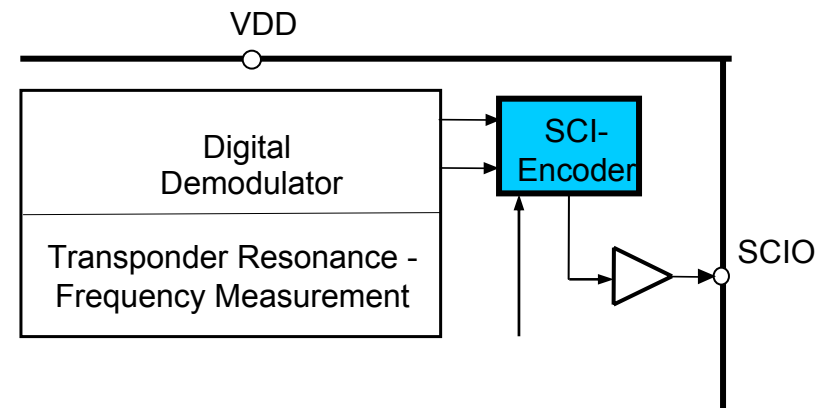 VDD
Digital
Demodulator
SCI-
Encoder
Transponder Resonance -
Frequency Measurement
SCIO